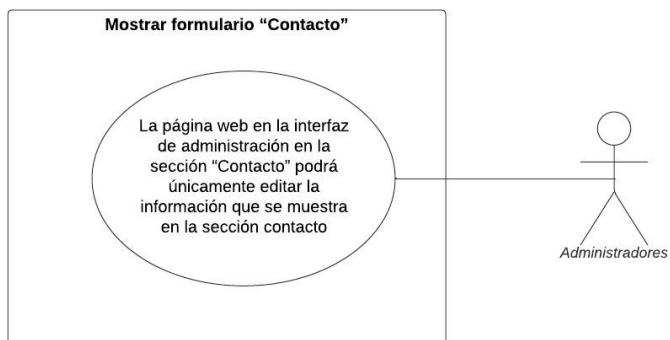 Mostrar formulario “Contacto”
La página web en la interfaz
de administración en la
sección “Contacto” podrá
únicamente editar la
información que se muestra
en la sección contacto
Administradores